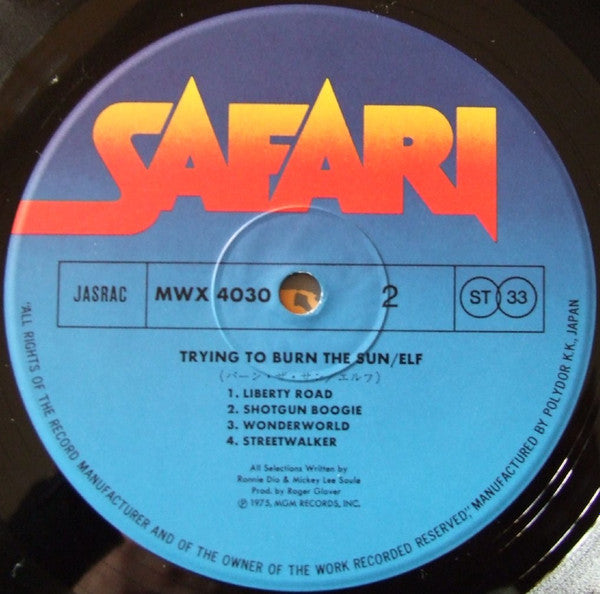 SAFARI
JASRAC MWX 4030 2 ST 33
TRYING TO BURN THE SUN/ELF
(バーン・ザ・サン/エルフ)
1. LIBERTY ROAD
2. SHOTGUN BOOGIE
3. WONDERWORLD
4. STREETWALKER
All Selections Written by
Ronnie Dio & Mickey Lee Soule
Prod. by Roger Glover
℗ 1975, MGM RECORDS, INC.
"ALL RIGHTS OF THE RECORD MANUFACTURER AND OF THE OWNER OF THE WORK RECORDED RESERVED," MANUFACTURED BY POLYDOR K.K., JAPAN